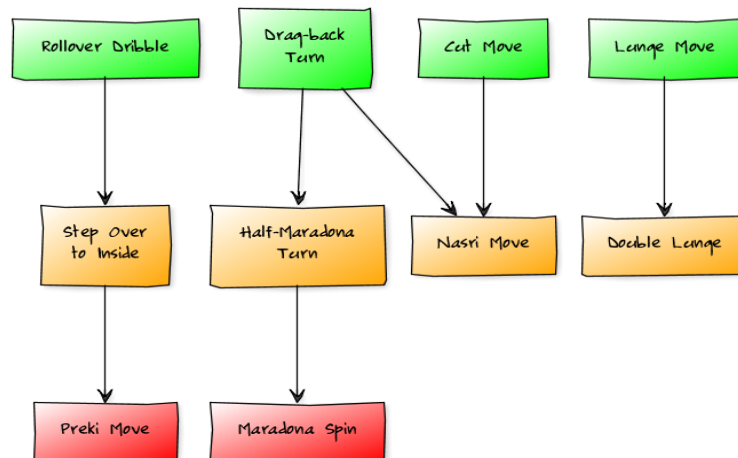 Rollover Dribble
Drag-back
Turn
Cut Move
Lunge Move
Step Over
to Inside
Half-Maradona
Turn
Nasri Move
Double Lunge
Preki Move
Maradona Spin